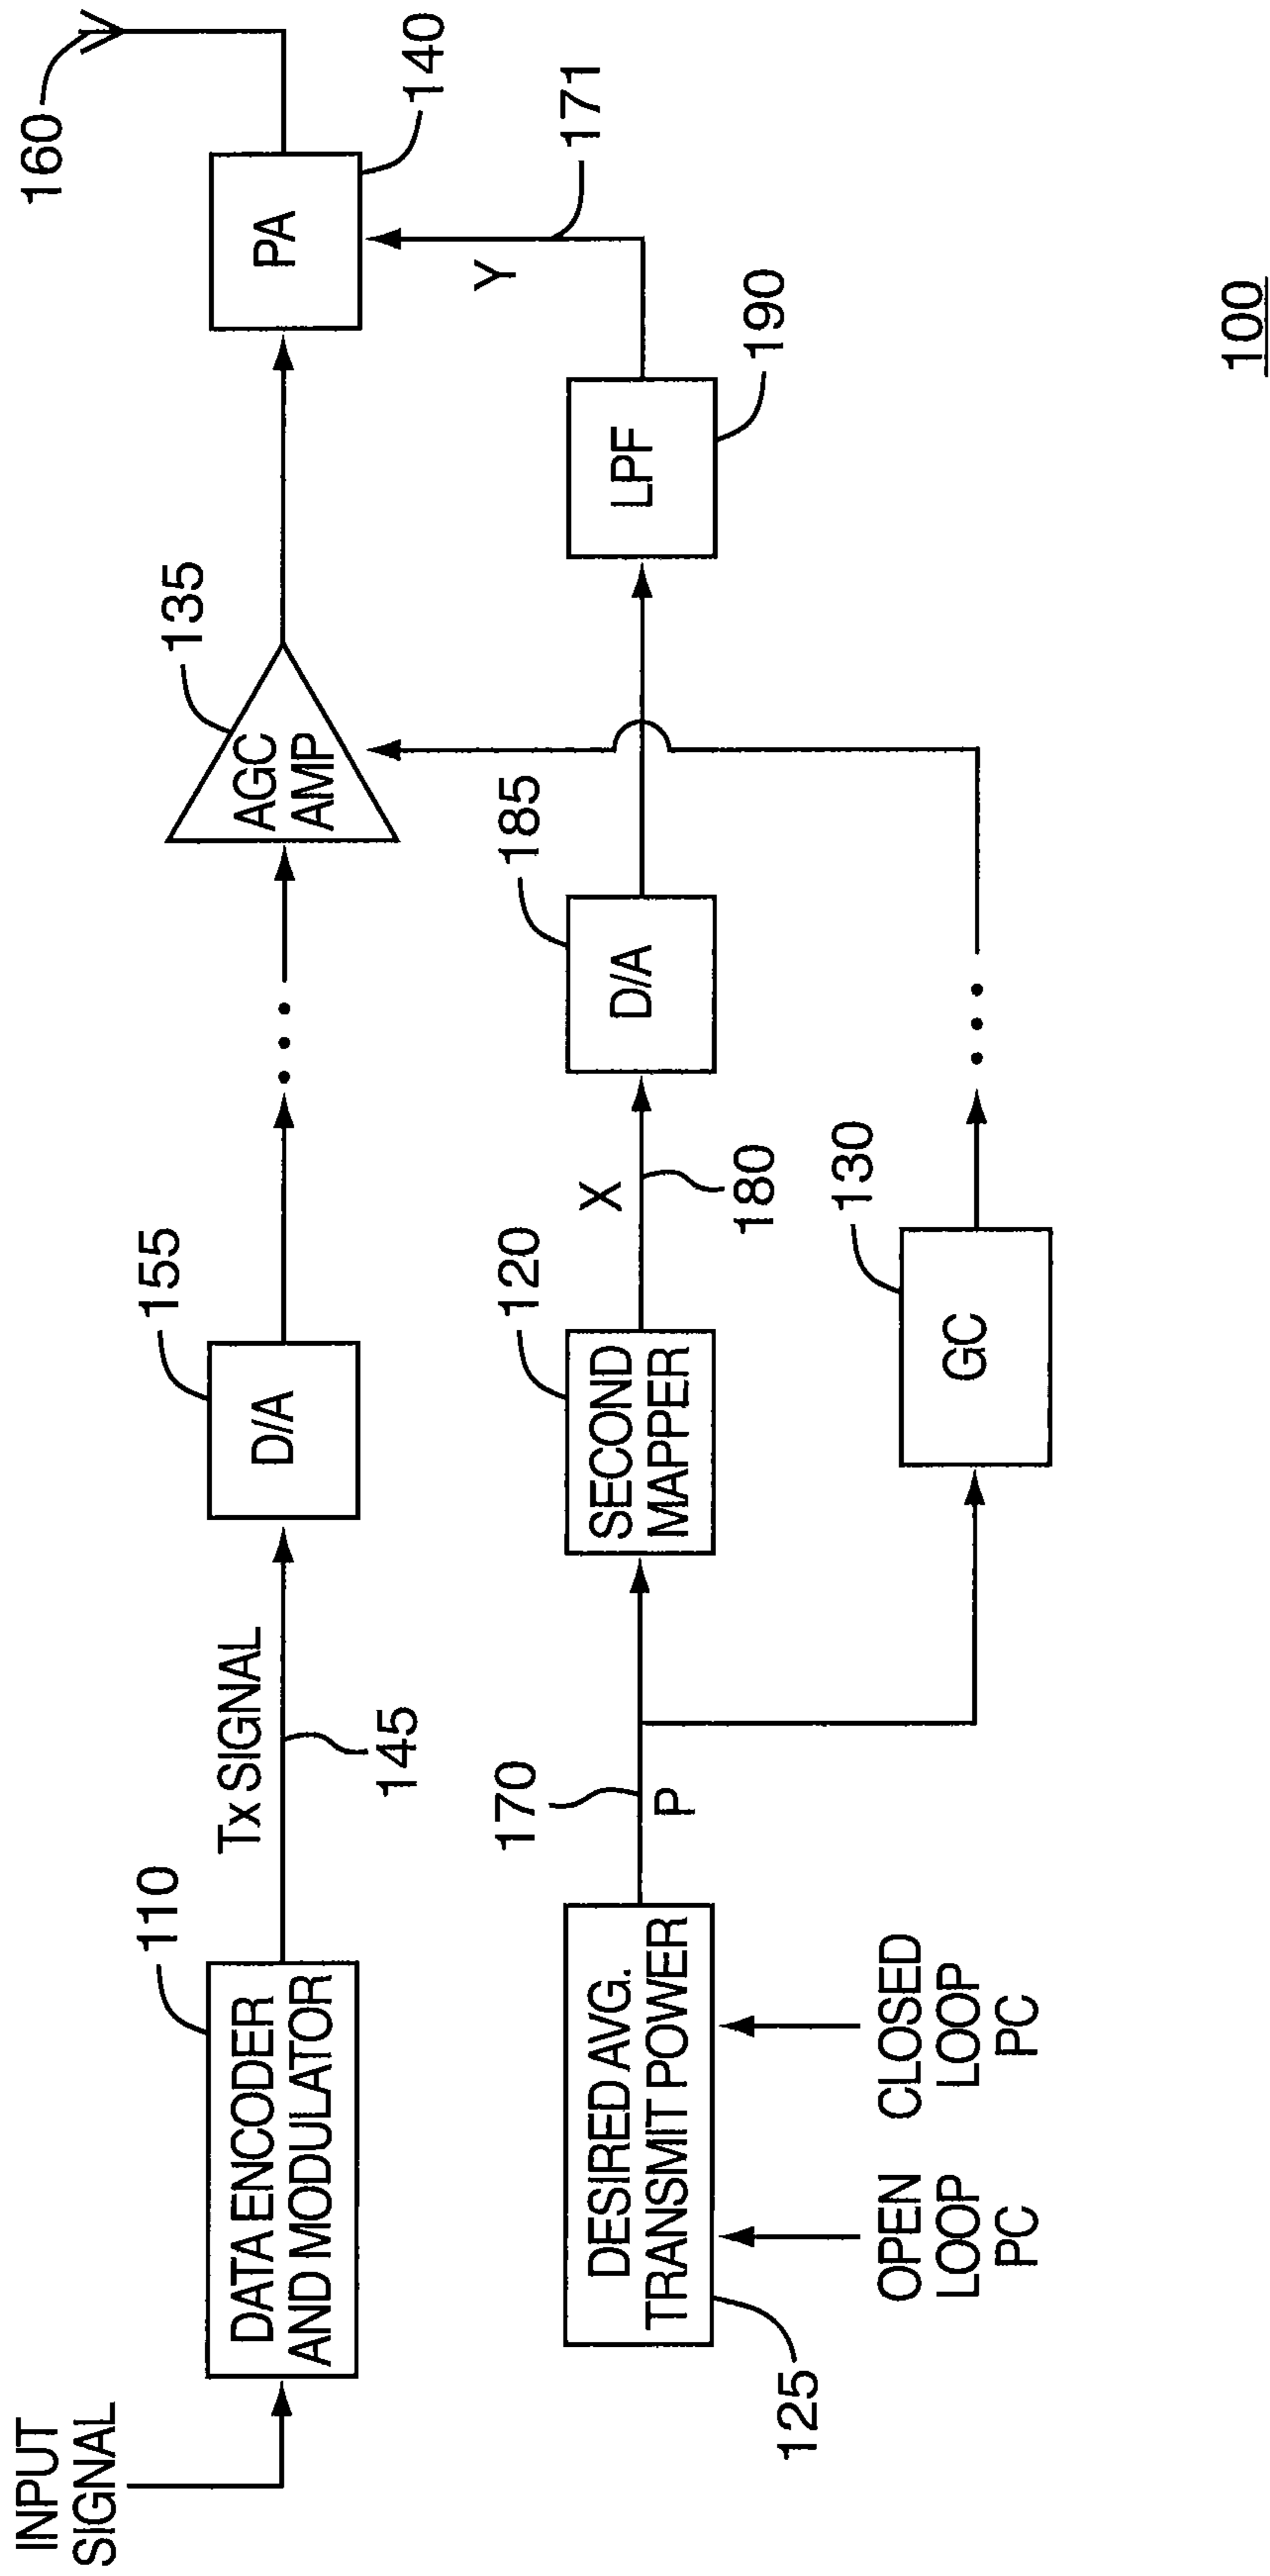 INPUT
SIGNAL
110
DATA ENCODER
AND MODULATOR
Tx SIGNAL
145
155
D/A
• • •
135
AGC
AMP
PA
140
160
125
DESIRED AVG.
TRANSMIT POWER
OPEN
LOOP
PC
CLOSED
LOOP
PC
170
P
120
SECOND
MAPPER
X
180
185
D/A
LPF
190
Y
171
130
GC
• • •
100